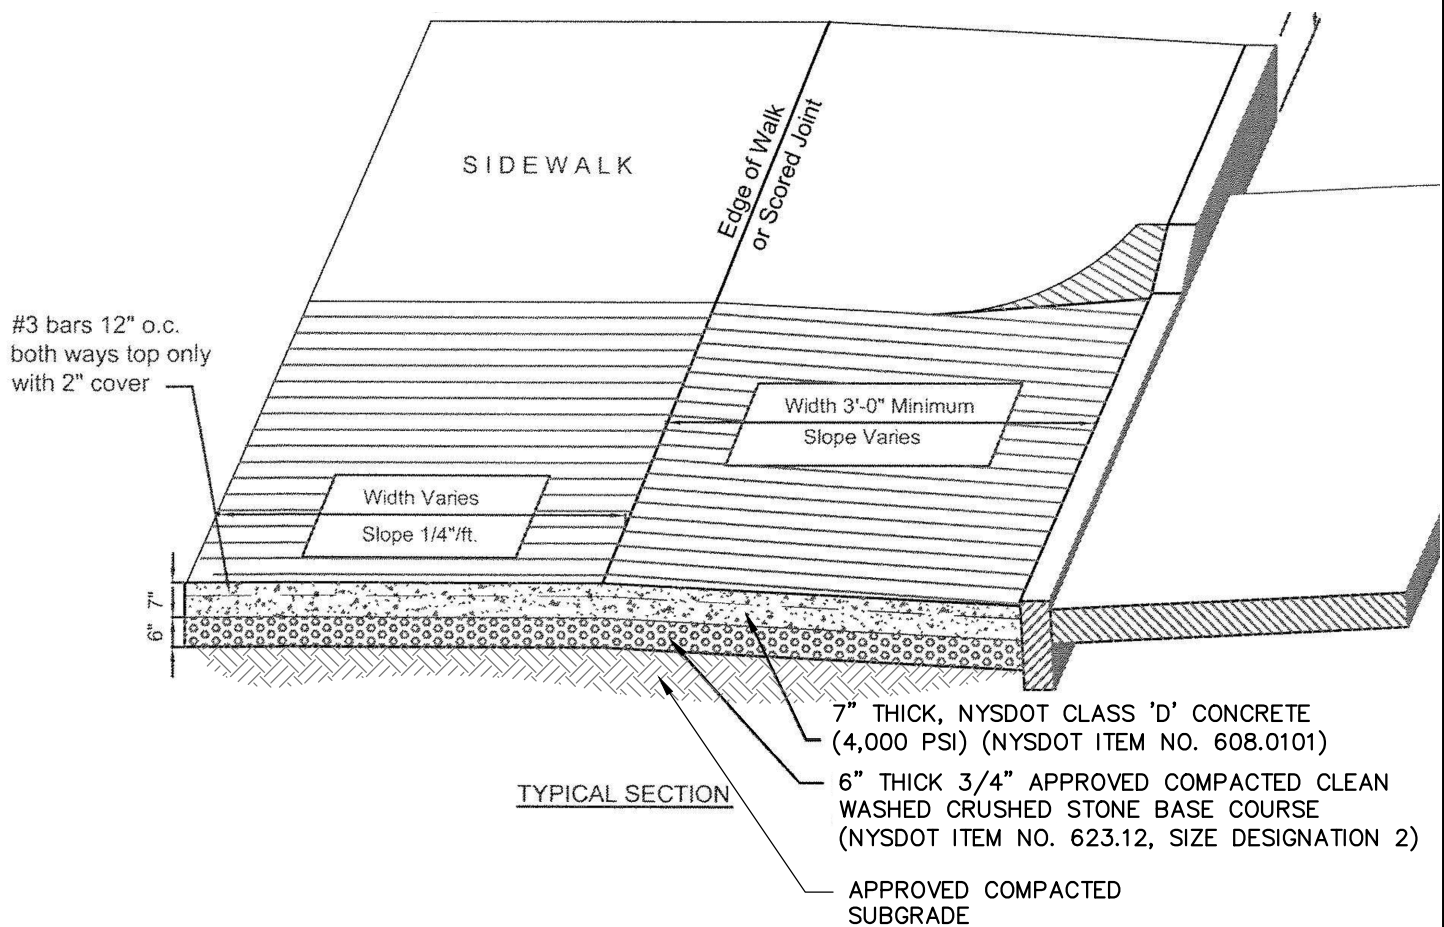 SIDEWALK
Edge of Walk
or Scored Joint
#3 bars 12" o.c.
both ways top only
with 2" cover
Width 3'-0" Minimum
Slope Varies
Width Varies
Slope 1/4"/ft.
7"
6"
7" THICK, NYSDOT CLASS 'D' CONCRETE
(4,000 PSI) (NYSDOT ITEM NO. 608.0101)
6" THICK 3/4" APPROVED COMPACTED CLEAN
WASHED CRUSHED STONE BASE COURSE
(NYSDOT ITEM NO. 623.12, SIZE DESIGNATION 2)
TYPICAL SECTION
APPROVED COMPACTED
SUBGRADE